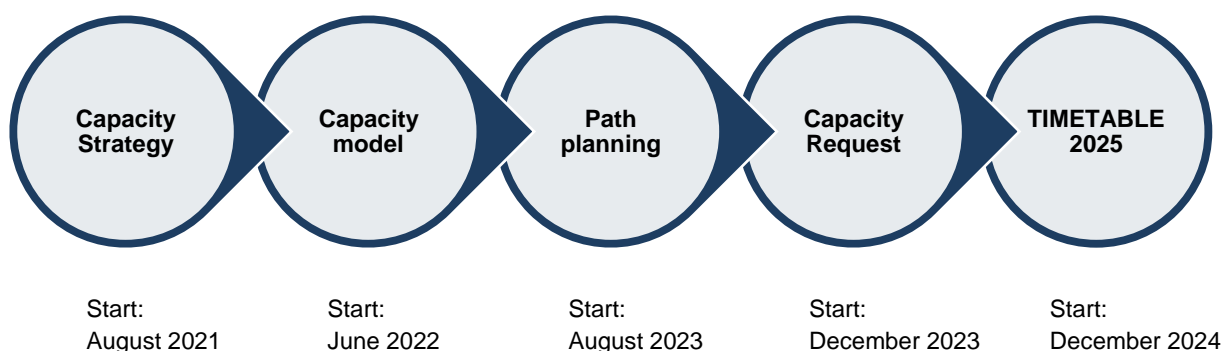 Capacity
Strategy
Capacity
model
Path
planning
Capacity
Request
TIMETABLE
2025
Start:
August 2021
Start:
June 2022
Start:
August 2023
Start:
December 2023
Start:
December 2024